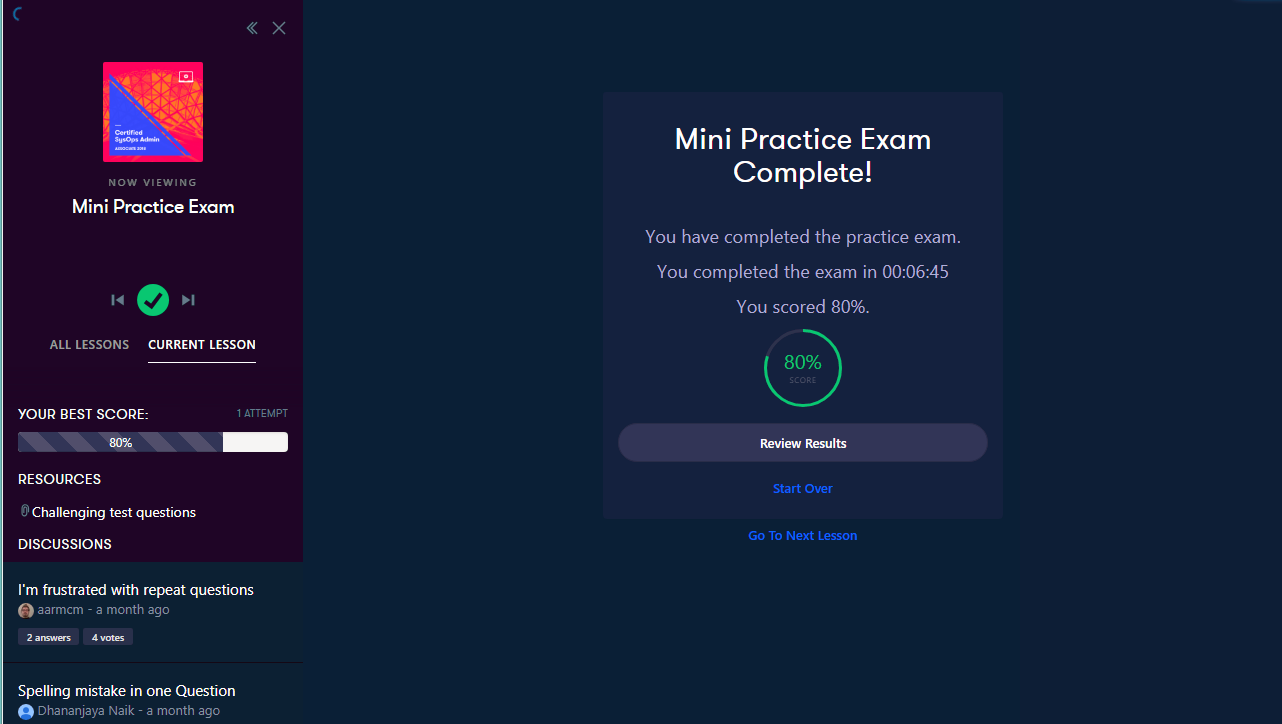 Certified
SysOps Admin
ASSOCIATE 2018
NOW VIEWING
Mini Practice Exam
ALL LESSONS
CURRENT LESSON
YOUR BEST SCORE:
1 ATTEMPT
80%
RESOURCES
Challenging test questions
DISCUSSIONS
I'm frustrated with repeat questions
aarmcm - a month ago
2 answers
4 votes
Spelling mistake in one Question
Dhananjaya Naik - a month ago
Mini Practice Exam
Complete!
You have completed the practice exam.
You completed the exam in 00:06:45
You scored 80%.
80%
SCORE
Review Results
Start Over
Go To Next Lesson